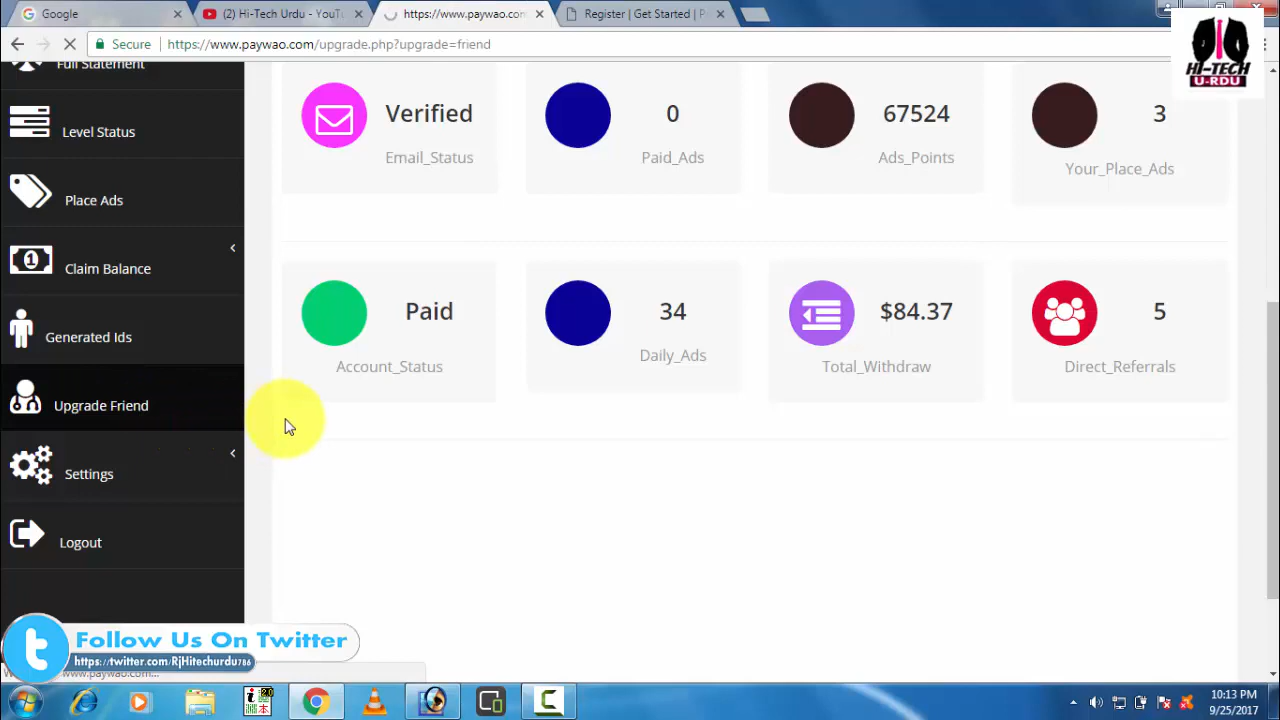 Google
(2) Hi-Tech Urdu - YouT
https://www.paywao.com
Register | Get Started | P
Secure
https://www.paywao.com/upgrade.php?upgrade=friend
HI-TECH
U-RDU
Full Statement
Level Status
Place Ads
Claim Balance
Generated Ids
Upgrade Friend
Settings
Logout
Verified
Email_Status
0
Paid_Ads
67524
Ads_Points
3
Your_Place_Ads
Paid
Account_Status
34
Daily_Ads
$84.37
Total_Withdraw
5
Direct_Referrals
Follow Us On Twitter
https://twitter.com/RjHitechurdu786
10:13 PM
9/25/2017